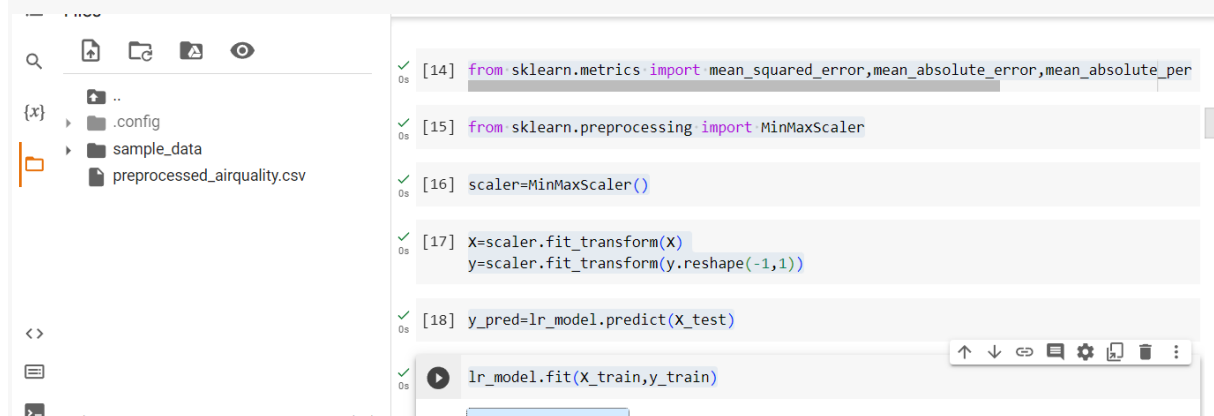 {x}
..
.config
sample_data
preprocessed_airquality.csv
<>
0s [14] from sklearn.metrics import mean_squared_error,mean_absolute_error,mean_absolute_per
0s [15] from sklearn.preprocessing import MinMaxScaler
0s [16] scaler=MinMaxScaler()
0s [17] X=scaler.fit_transform(X)
y=scaler.fit_transform(y.reshape(-1,1))
0s [18] y_pred=lr_model.predict(X_test)
0s lr_model.fit(X_train,y_train)